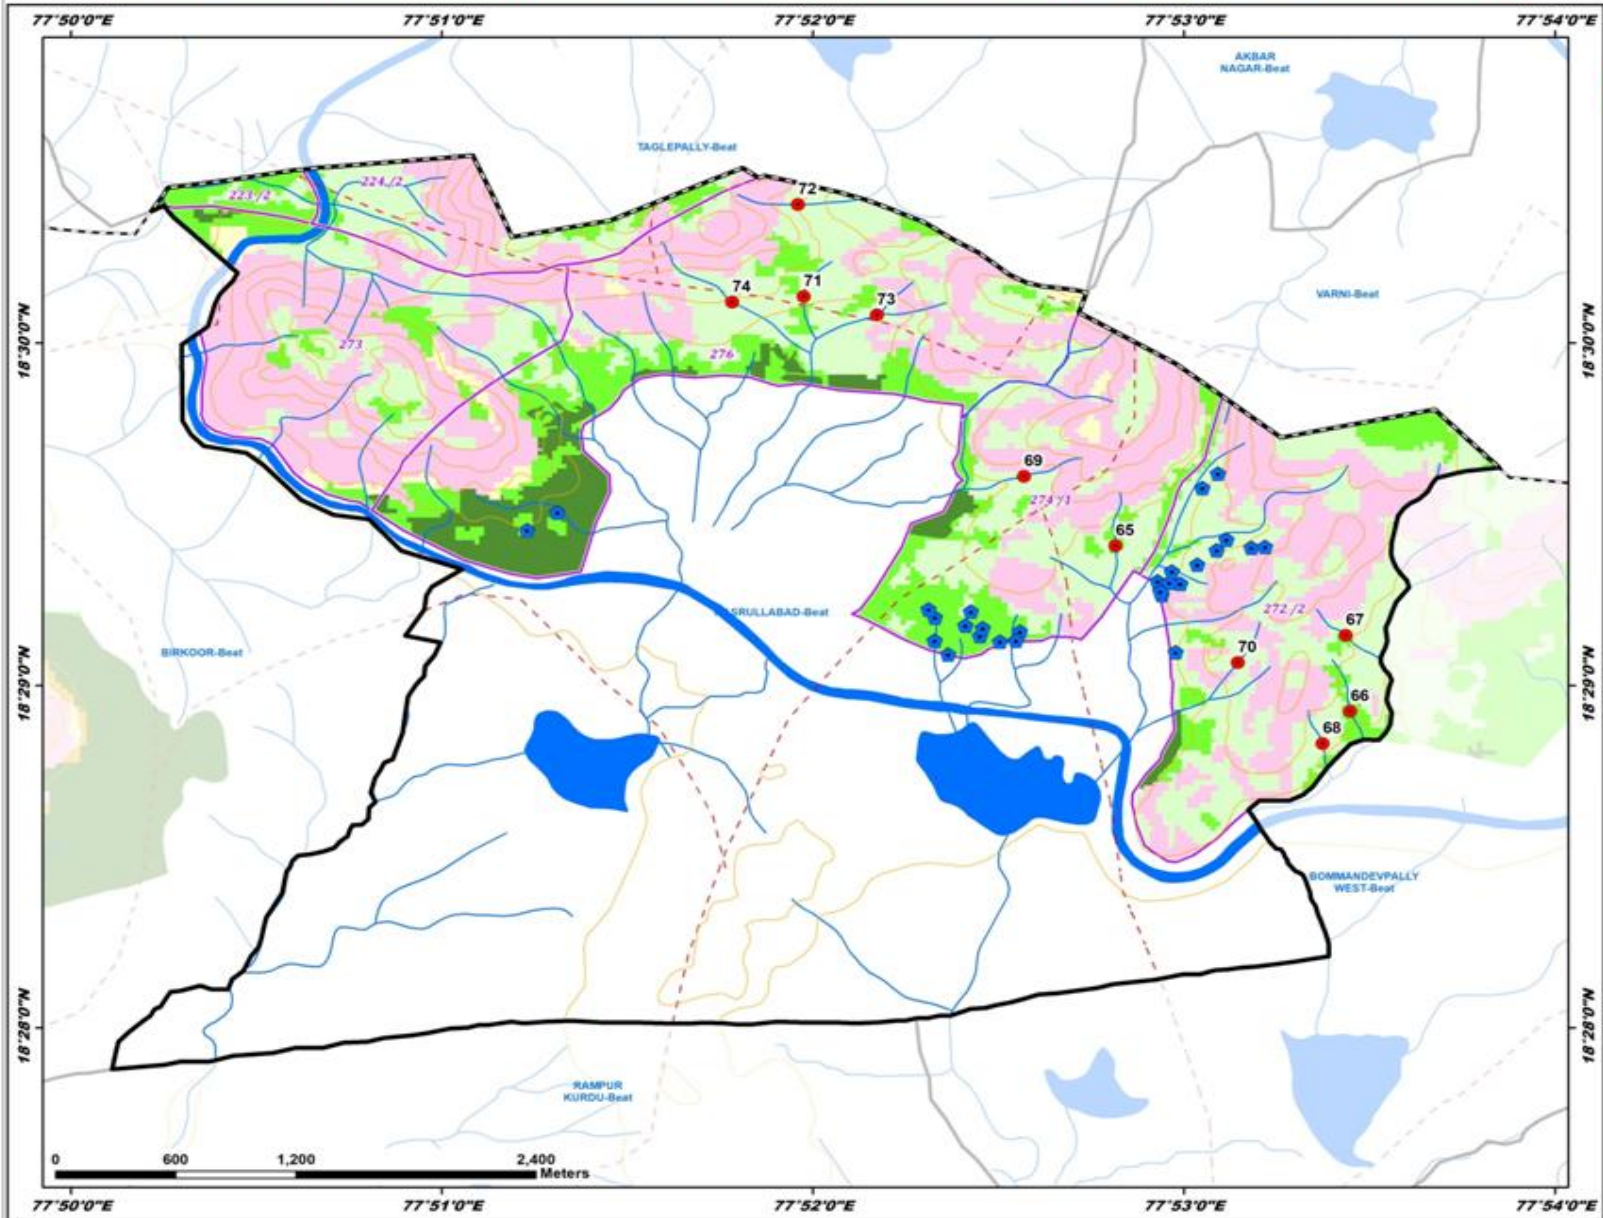 77°50'0"E 77°51'0"E 77°52'0"E 77°53'0"E 77°54'0"E
AKBAR
NAGAR-Beat
TAGLEPALLY-Beat
223/2
224/2
72
VARNI-Beat
74
71
73
18°30'0"N
18°30'0"N
273
276
69
274/1
65
272/2
67
BIRKOOR-Beat
70
18°29'0"N
18°29'0"N
66
68
BOMMANDEVPALLY
WEST-Beat
18°28'0"N
18°28'0"N
RAMPUR
KURDU-Beat
0 600 1,200 2,400
Meters
77°50'0"E 77°51'0"E 77°52'0"E 77°53'0"E 77°54'0"E